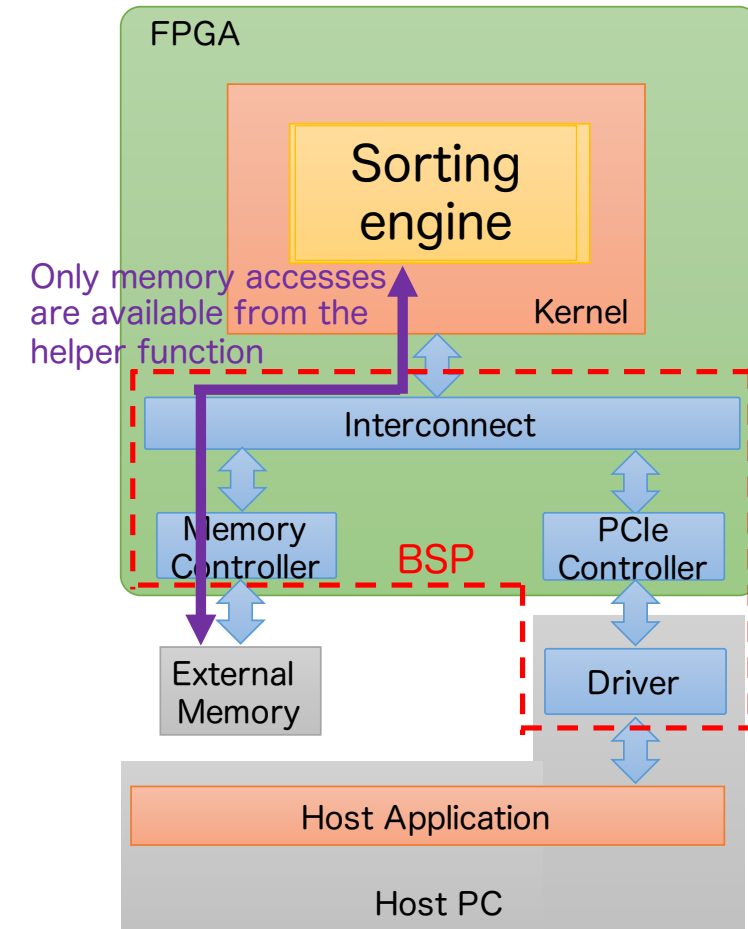 FPGA
Sorting
engine
Only memory accesses
are available from the
helper function
Kernel
Interconnect
Memory
Controller
BSP
PCIe
Controller
External
Memory
Driver
Host Application
Host PC